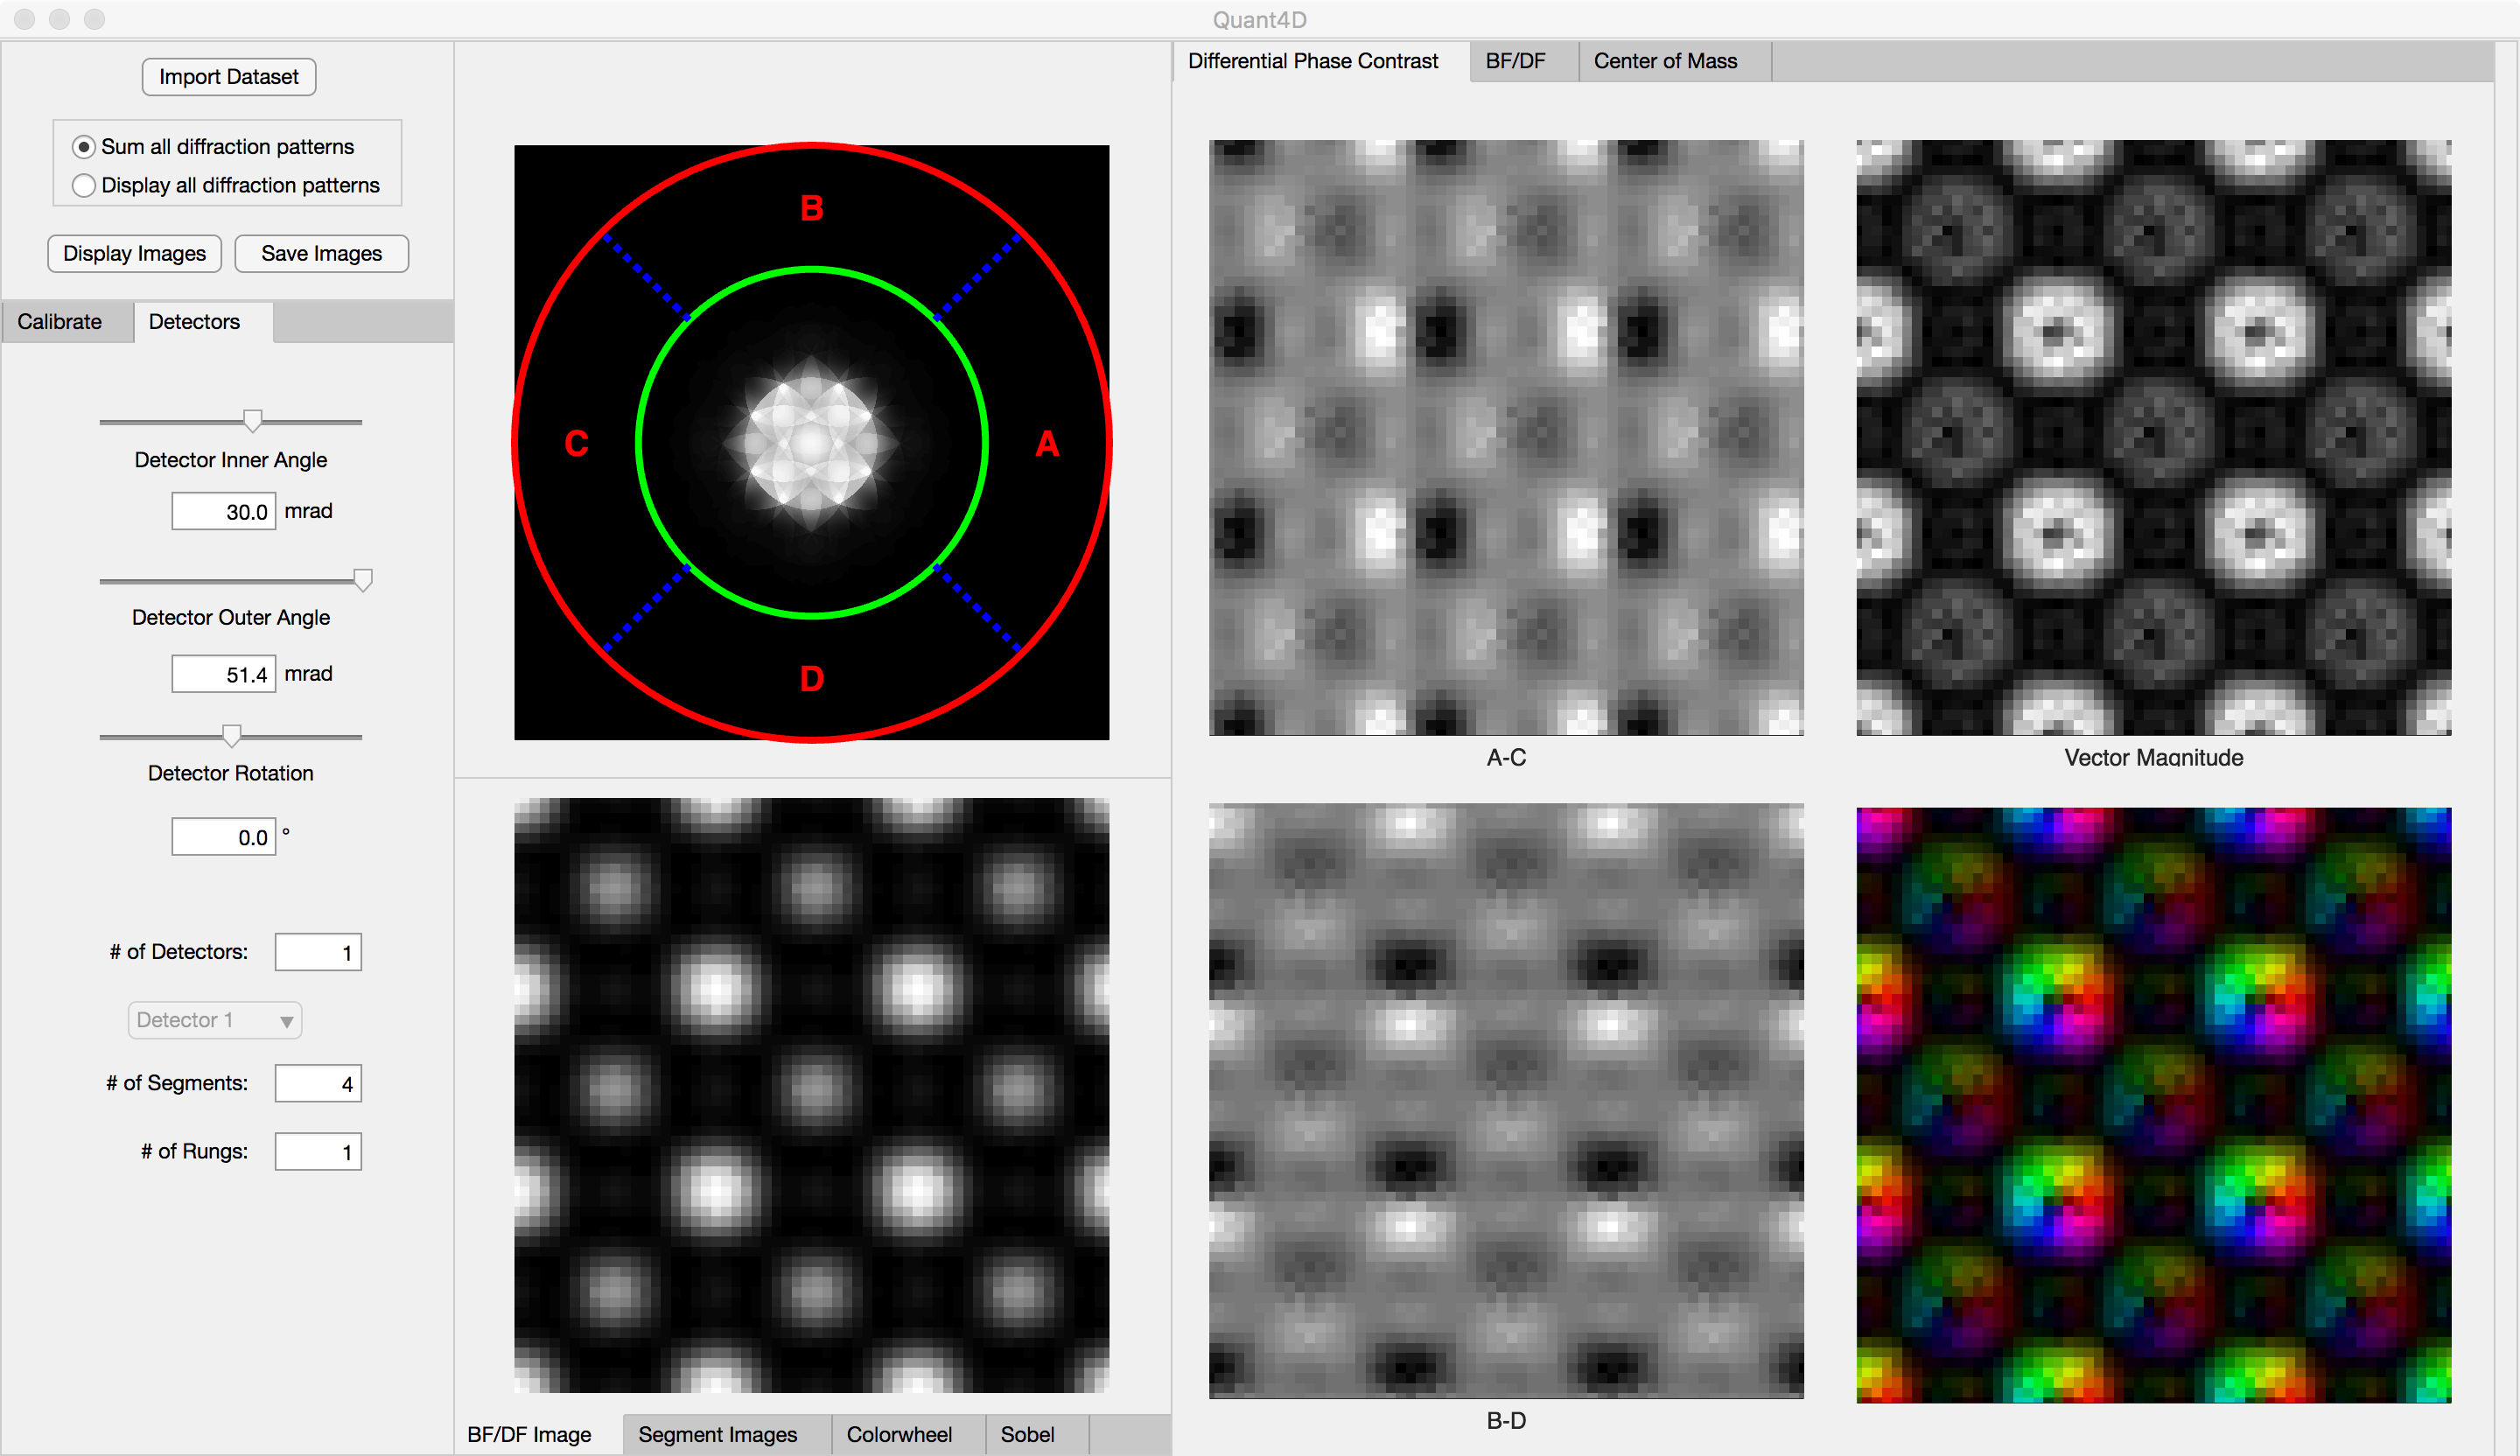 Quant4D
Import Dataset
Sum all diffraction patterns
Display all diffraction patterns
Display Images
Save Images
Calibrate
Detectors
Detector Inner Angle
30.0 mrad
Detector Outer Angle
51.4 mrad
Detector Rotation
0.0 °
# of Detectors: 1
Detector 1
# of Segments: 4
# of Rungs: 1
B
C
A
D
BF/DF Image
Segment Images
Colorwheel
Sobel
Differential Phase Contrast
BF/DF
Center of Mass
A-C
Vector Magnitude
B-D